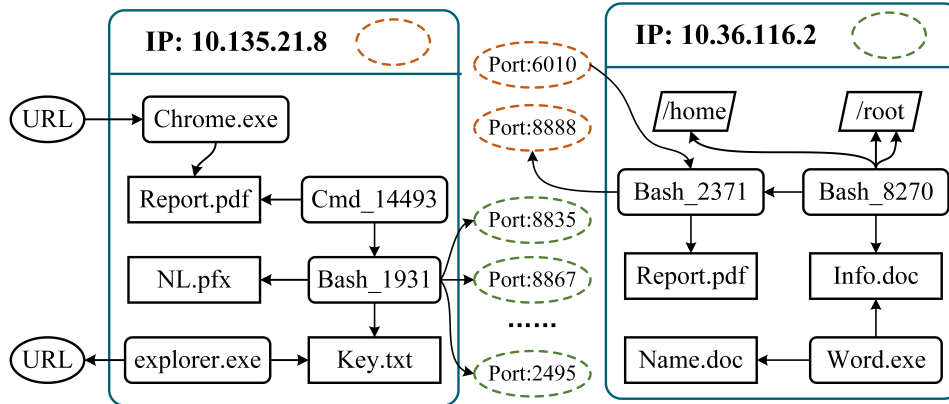 IP: 10.135.21.8
IP: 10.36.116.2
Port:6010
URL
Chrome.exe
/home
/root
Port:8888
Report.pdf
Cmd_14493
Bash_2371
Bash_8270
Port:8835
NL.pfx
Bash_1931
Port:8867
Report.pdf
Info.doc
......
URL
explorer.exe
Key.txt
Port:2495
Name.doc
Word.exe